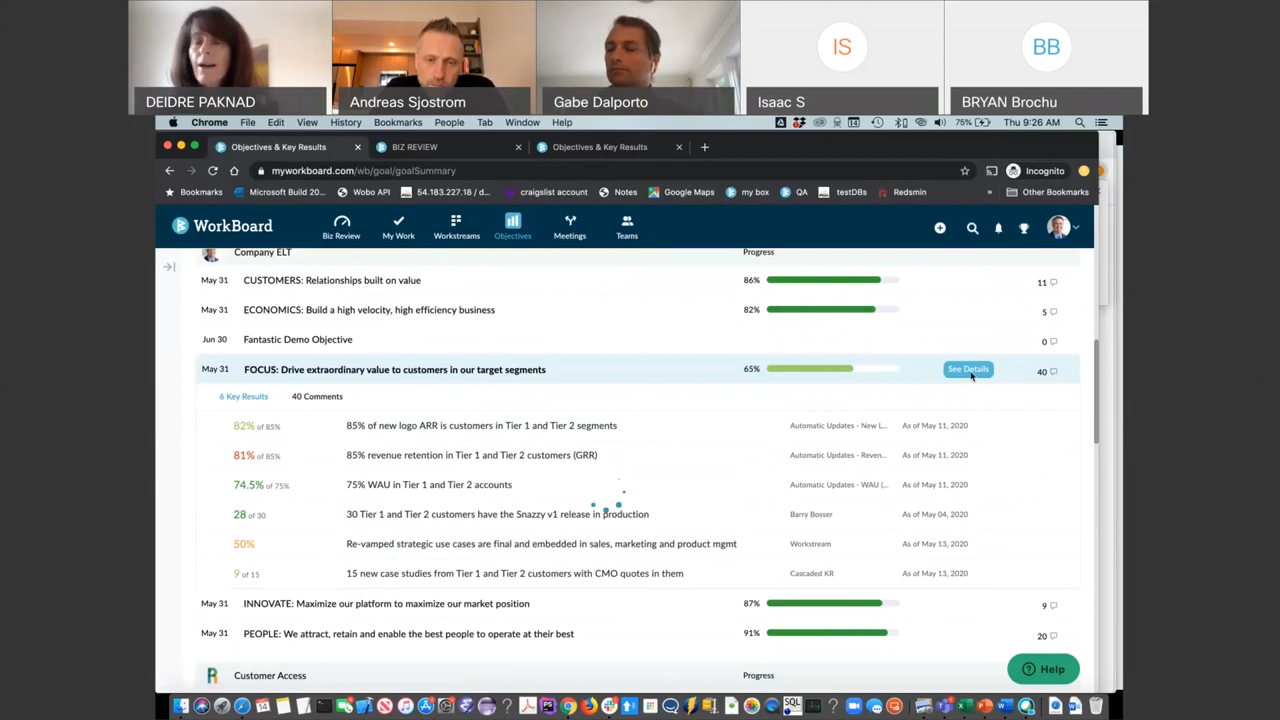 IS
BB
DEIDRE PAKNAD
Andreas Sjostrom
Gabe Dalporto
Isaac S
BRYAN Brochu
Chrome File Edit View History Bookmarks People Tab Window Help
14 75% Thu 9:26 AM
Objectives & Key Results
BIZ REVIEW
Objectives & Key Results
myworkboard.com/wb/goal/goalSummary
Incognito
Bookmarks Microsoft Build 20... Wobo API 54.183.227.18 / d... craigslist account Notes Google Maps my box QA testDBs Redsmin » Other Bookmarks
WorkBoard
Biz Review My Work Workstreams Objectives Meetings Teams
Company ELT Progress
May 31 CUSTOMERS: Relationships built on value 86% 11
May 31 ECONOMICS: Build a high velocity, high efficiency business 82% 5
Jun 30 Fantastic Demo Objective 0
May 31 FOCUS: Drive extraordinary value to customers in our target segments 65% See Details 40
6 Key Results 40 Comments
82% of 85% 85% of new logo ARR is customers in Tier 1 and Tier 2 segments Automatic Updates - New L... As of May 11, 2020
81% of 85% 85% revenue retention in Tier 1 and Tier 2 customers (GRR) Automatic Updates - Reven... As of May 11, 2020
74.5% of 75% 75% WAU in Tier 1 and Tier 2 accounts Automatic Updates - WAU (... As of May 11, 2020
28 of 30 30 Tier 1 and Tier 2 customers have the Snazzy v1 release in production Barry Bosser As of May 04, 2020
50% Re-vamped strategic use cases are final and embedded in sales, marketing and product mgmt Workstream As of May 13, 2020
9 of 15 15 new case studies from Tier 1 and Tier 2 customers with CMO quotes in them Cascaded KR As of May 13, 2020
May 31 INNOVATE: Maximize our platform to maximize our market position 87% 9
May 31 PEOPLE: We attract, retain and enable the best people to operate at their best 91% 20
Customer Access Progress
Help
14
SQL